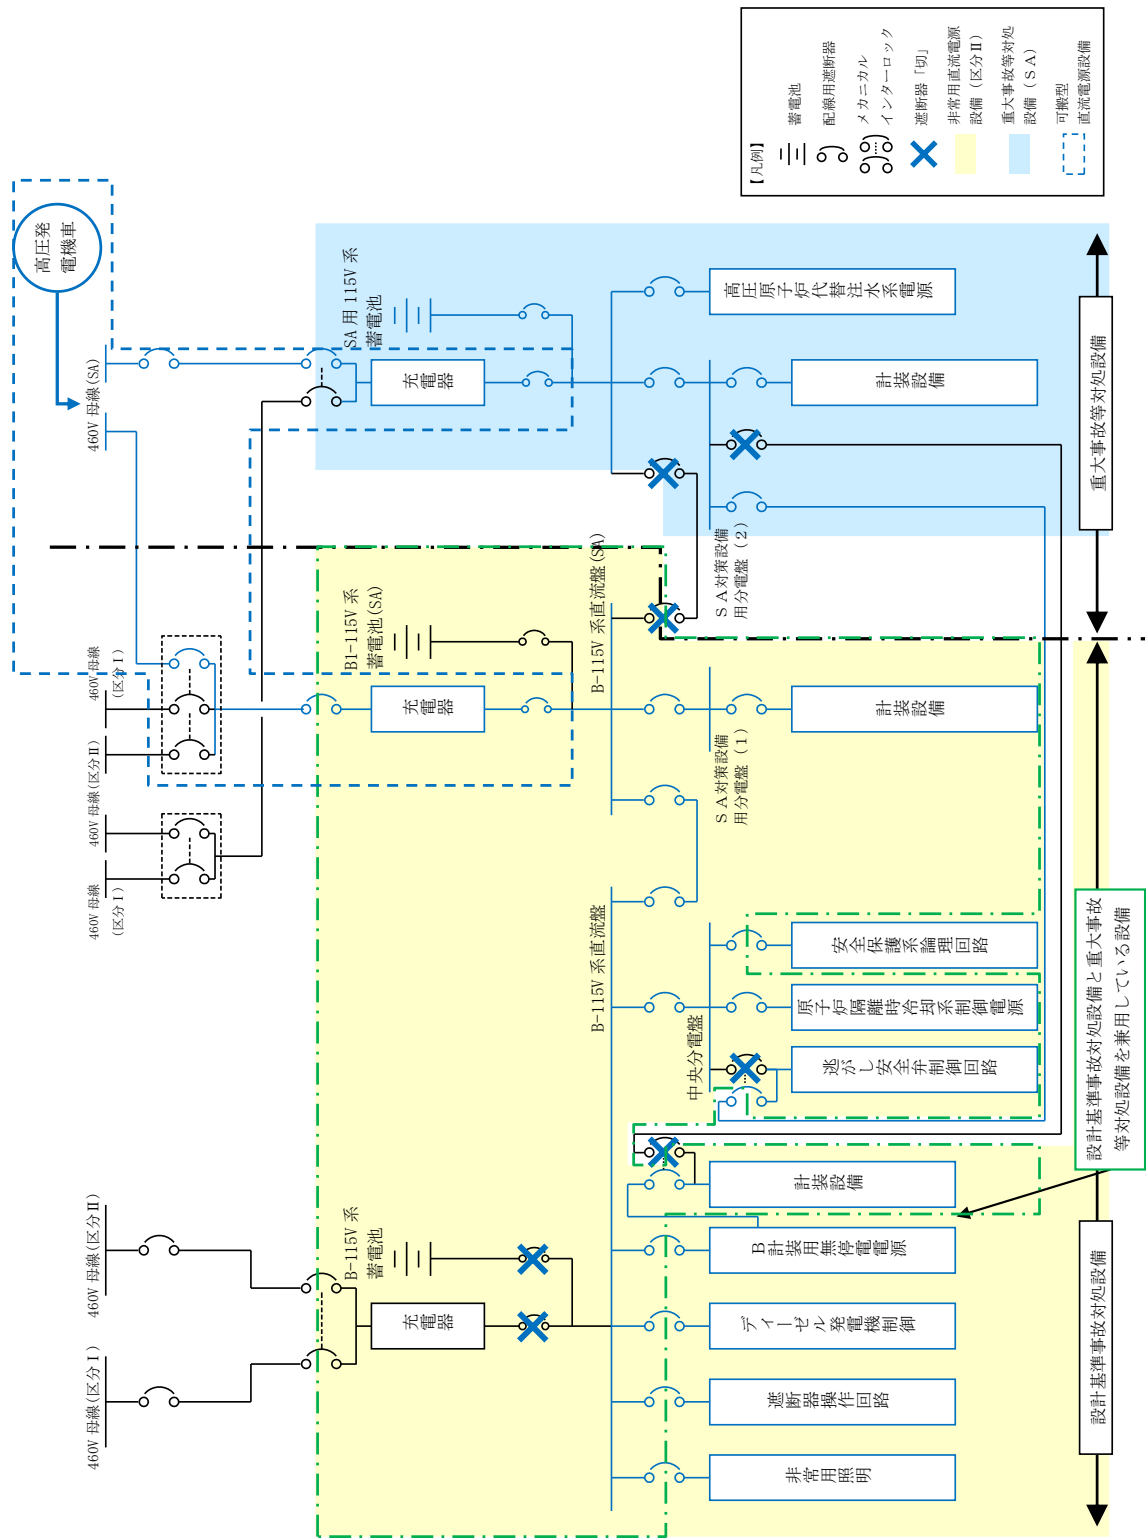 【凡例】
蓄電池
配線用遮断器
メカニカル
インターロック
遮断器「切」
非常用直流電源
設備（区分Ⅱ）
重大事故等対処
設備（ＳＡ）
可搬型
直流電源設備
高圧発
電機車
460V 母線(SA)
SA 用 115V 系
蓄電池
充電器
高圧原子炉代替注水系電源
計装設備
ＳＡ対策設備
用分電盤（２）
重大事故等対処設備
460V 母線
（区分Ⅰ）
460V 母線(区分Ⅱ)
460V 母線
（区分Ⅰ）
B1-115V 系
蓄電池(SA)
充電器
B-115V 系直流盤(SA)
ＳＡ対策設備
用分電盤（１）
計装設備
B-115V 系直流盤
中央分電盤
安全保護系論理回路
原子炉隔離時冷却系制御電源
逃がし安全弁制御回路
計装設備
Ｂ計装用無停電電源
ディーゼル発電機制御
遮断器操作回路
非常用照明
460V 母線(区分Ⅱ)
460V 母線(区分Ⅰ)
B-115V 系
蓄電池
充電器
設計基準事故対処設備と重大事故
等対処設備を兼用している設備
設計基準事故対処設備